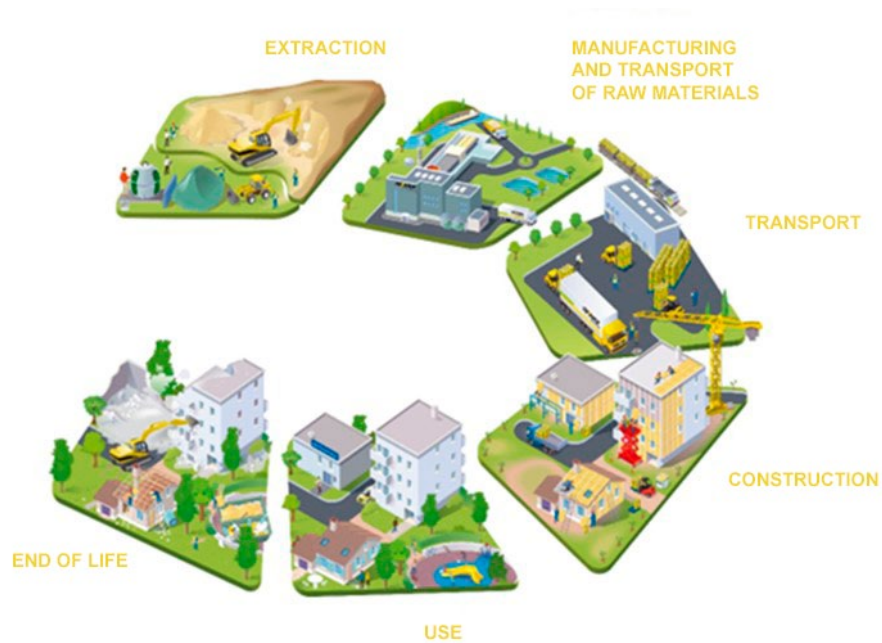 EXTRACTION
MANUFACTURING
AND TRANSPORT
OF RAW MATERIALS
TRANSPORT
CONSTRUCTION
END OF LIFE
USE